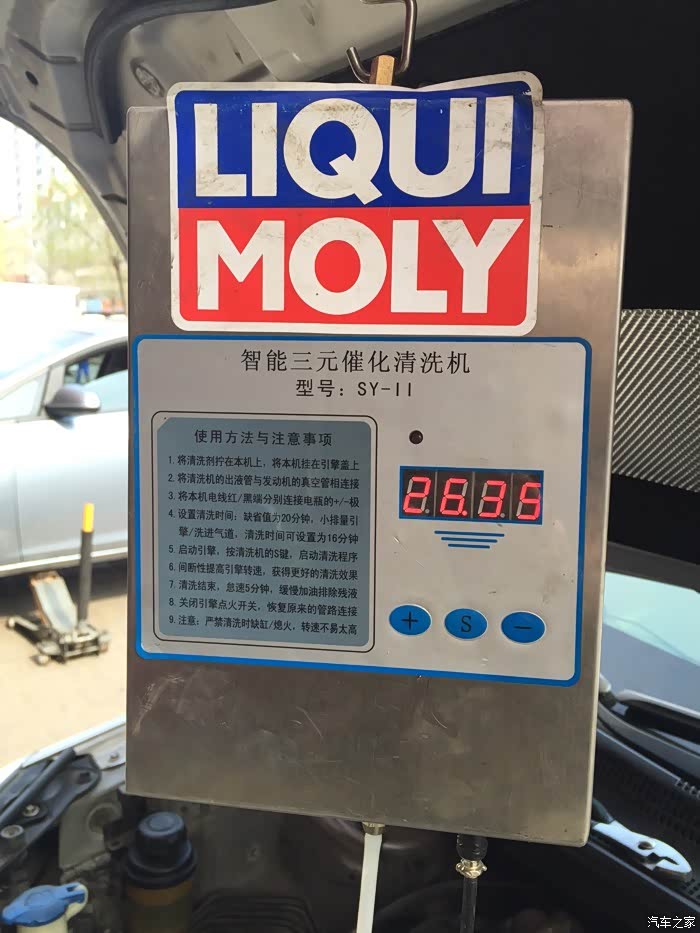 LIQUI
MOLY
智能三元催化清洗机
型号：SY-II
使用方法与注意事项
1. 将清洗剂拧在本机上，将本机挂在引擎盖上
2. 将清洗机的出液管与发动机的真空管相连接
3. 将本机电线红/黑端分别连接电瓶的+/-极
4. 设置清洗时间：缺省值为20分钟，小排量引
擎/洗进气道，清洗时间可设置为16分钟
5. 启动引擎，按清洗机的S键，启动清洗程序
6. 间断性提高引擎转速，获得更好的清洗效果
7. 清洗结束，怠速5分钟，缓慢加油排除残液
8. 关闭引擎点火开关，恢复原来的管路连接
9. 注意：严禁清洗时缺缸/熄火，转速不易太高
26.36
+ S −
汽车之家